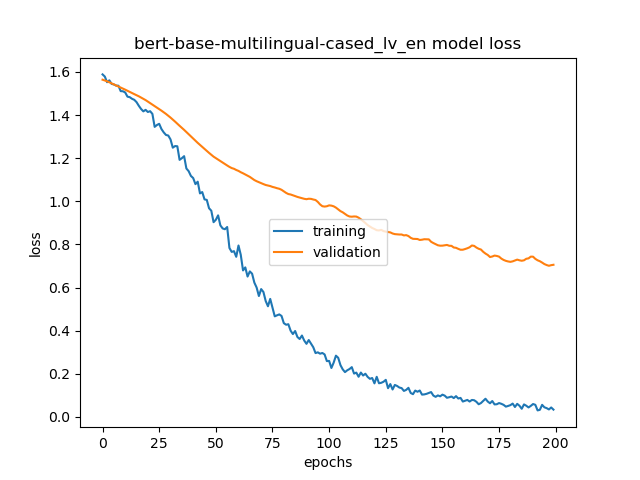 bert-base-multilingual-cased_lv_en model loss
1.6
1.4
1.2
1.0
0.8
0.6
0.4
0.2
0.0
loss
training
validation
0 25 50 75 100 125 150 175 200
epochs